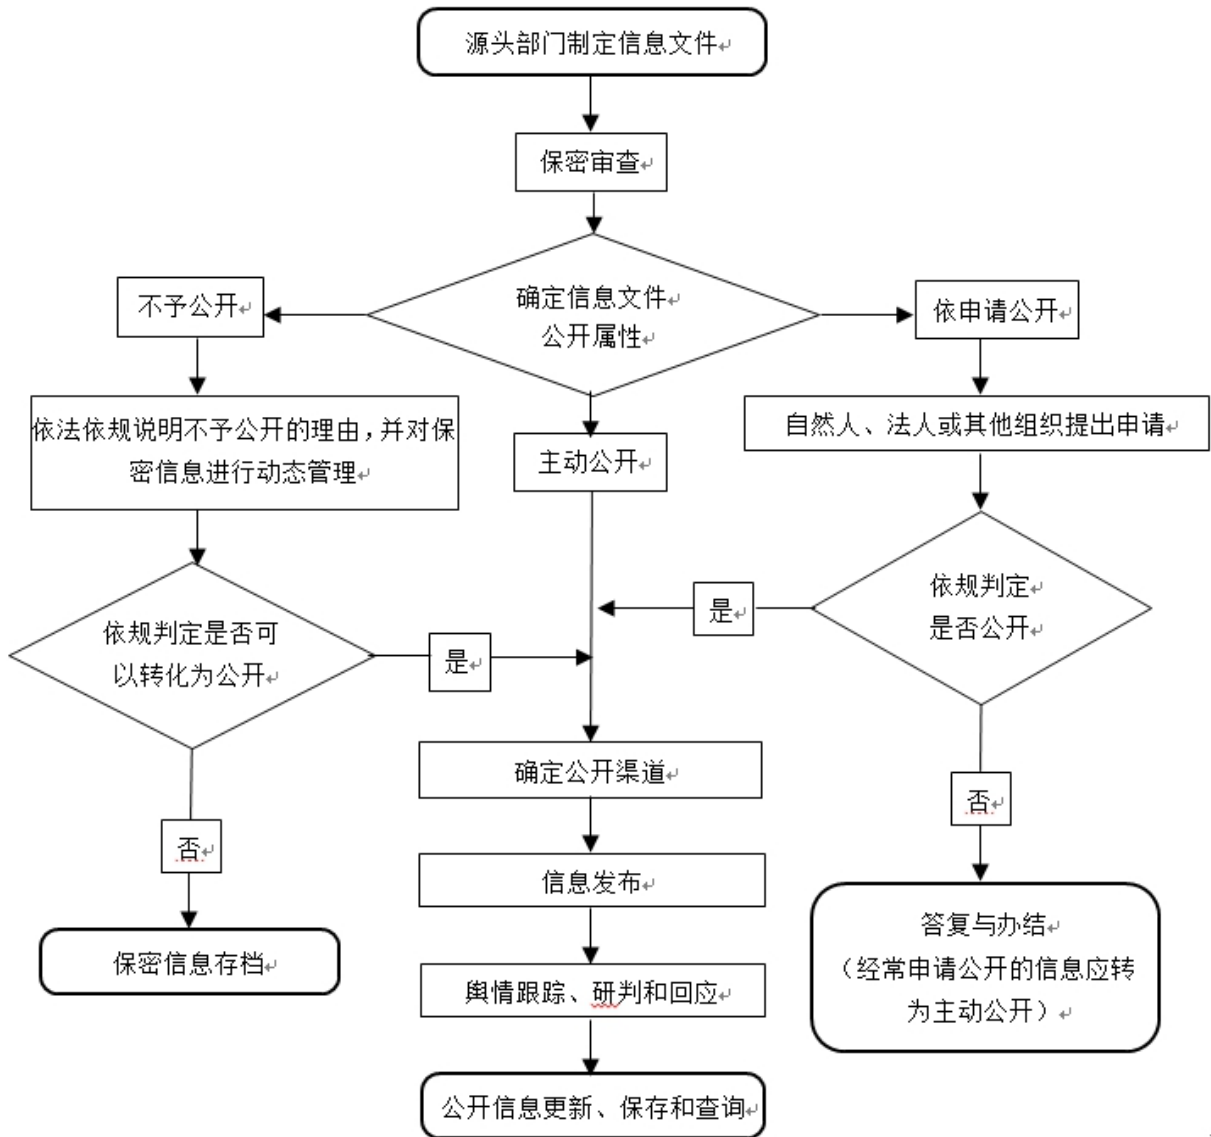 源头部门制定信息文件
保密审查
确定信息文件
公开属性
不予公开
依申请公开
依法依规说明不予公开的理由，并对保
密信息进行动态管理
主动公开
自然人、法人或其他组织提出申请
依规判定
是否公开
是
依规判定是否可
以转化为公开
是
确定公开渠道
否
否
信息发布
答复与办结
（经常申请公开的信息应转
为主动公开）
保密信息存档
舆情跟踪、研判和回应
公开信息更新、保存和查询